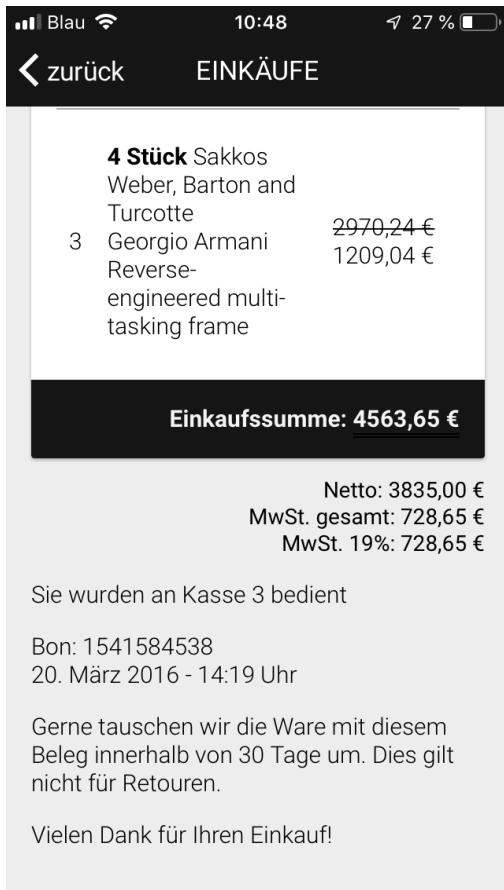 Blau 10:48 27 %
zurück EINKÄUFE
4 Stück Sakkos
Weber, Barton and
Turcotte
3 Georgio Armani
Reverse-
engineered multi-
tasking frame
2970,24 €
1209,04 €
Einkaufssumme: 4563,65 €
Netto: 3835,00 €
MwSt. gesamt: 728,65 €
MwSt. 19%: 728,65 €
Sie wurden an Kasse 3 bedient
Bon: 1541584538
20. März 2016 - 14:19 Uhr
Gerne tauschen wir die Ware mit diesem
Beleg innerhalb von 30 Tage um. Dies gilt
nicht für Retouren.
Vielen Dank für Ihren Einkauf!